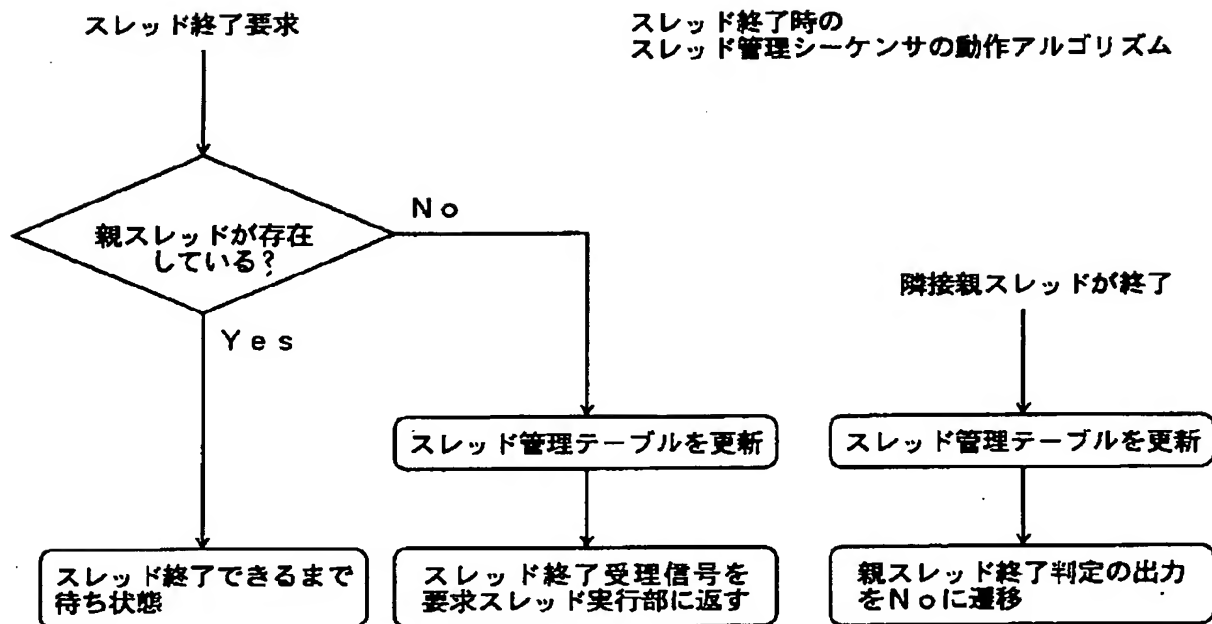 スレッド終了要求
スレッド終了時の
スレッド管理シーケンサの動作アルゴリズム
親スレッドが存在
している?
No
Yes
隣接親スレッドが終了
スレッド管理テーブルを更新
スレッド管理テーブルを更新
スレッド終了できるまで
待ち状態
スレッド終了受理信号を
要求スレッド実行部に返す
親スレッド終了判定の出力
をNoに遷移